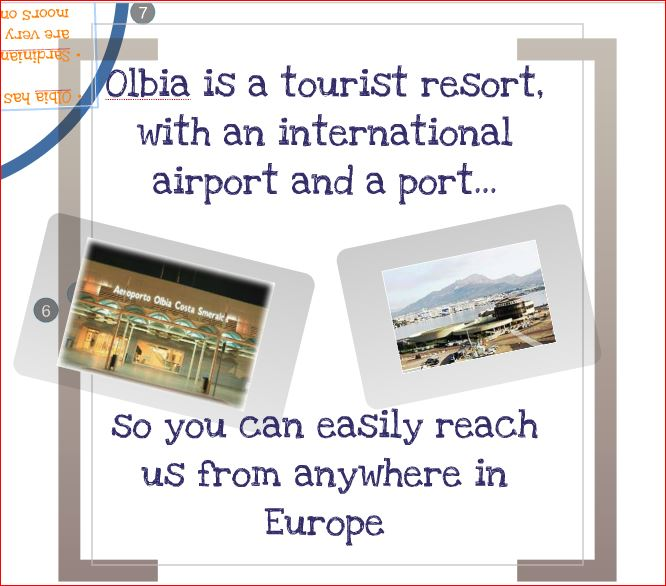 7
Olbia has
Sardinian
are very
moors on
Olbia is a tourist resort,
with an international
airport and a port...
Aeroporto Olbia Costa Smeralda
6
So you can easily reach
us from anywhere in
Europe